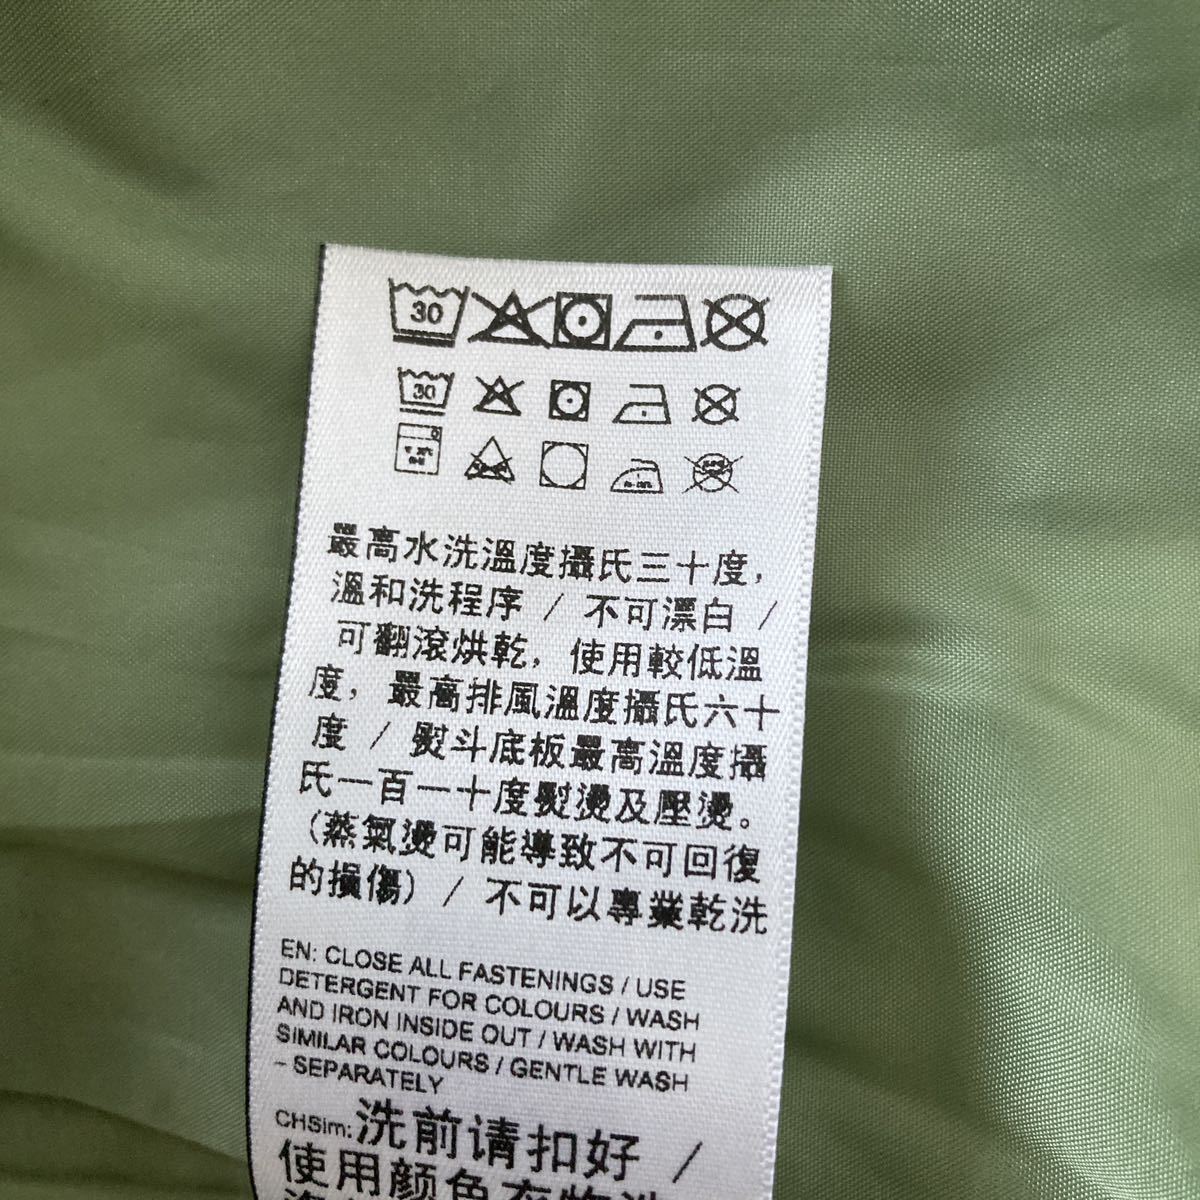 30
30
最高水洗溫度攝氏三十度，
溫和洗程序 / 不可漂白 /
可翻滾烘乾，使用較低溫
度，最高排風溫度攝氏六十
度 / 熨斗底板最高溫度攝
氏一百一十度熨燙及壓燙。
(蒸氣燙可能導致不可回復
的損傷) / 不可以專業乾洗
EN: CLOSE ALL FASTENINGS / USE
DETERGENT FOR COLOURS / WASH
AND IRON INSIDE OUT / WASH WITH
SIMILAR COLOURS / GENTLE WASH
- SEPARATELY
CHSim: 洗前请扣好 /
使用颜色衣物洗